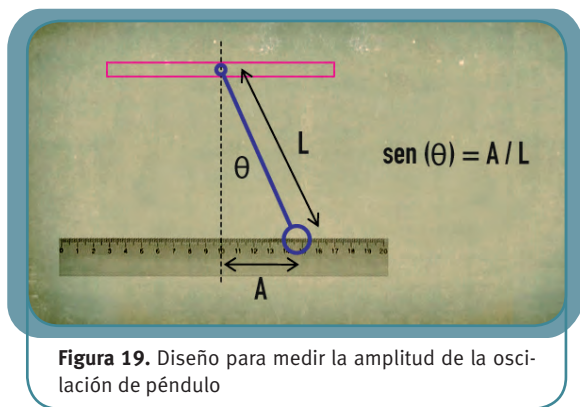 L
θ
sen (θ) = A / L
0 1 2 3 4 5 6 7 8 9 10 11 12 13 14 15 16 17 18 19 20
A
Figura 19. Diseño para medir la amplitud de la osci-
lación de péndulo